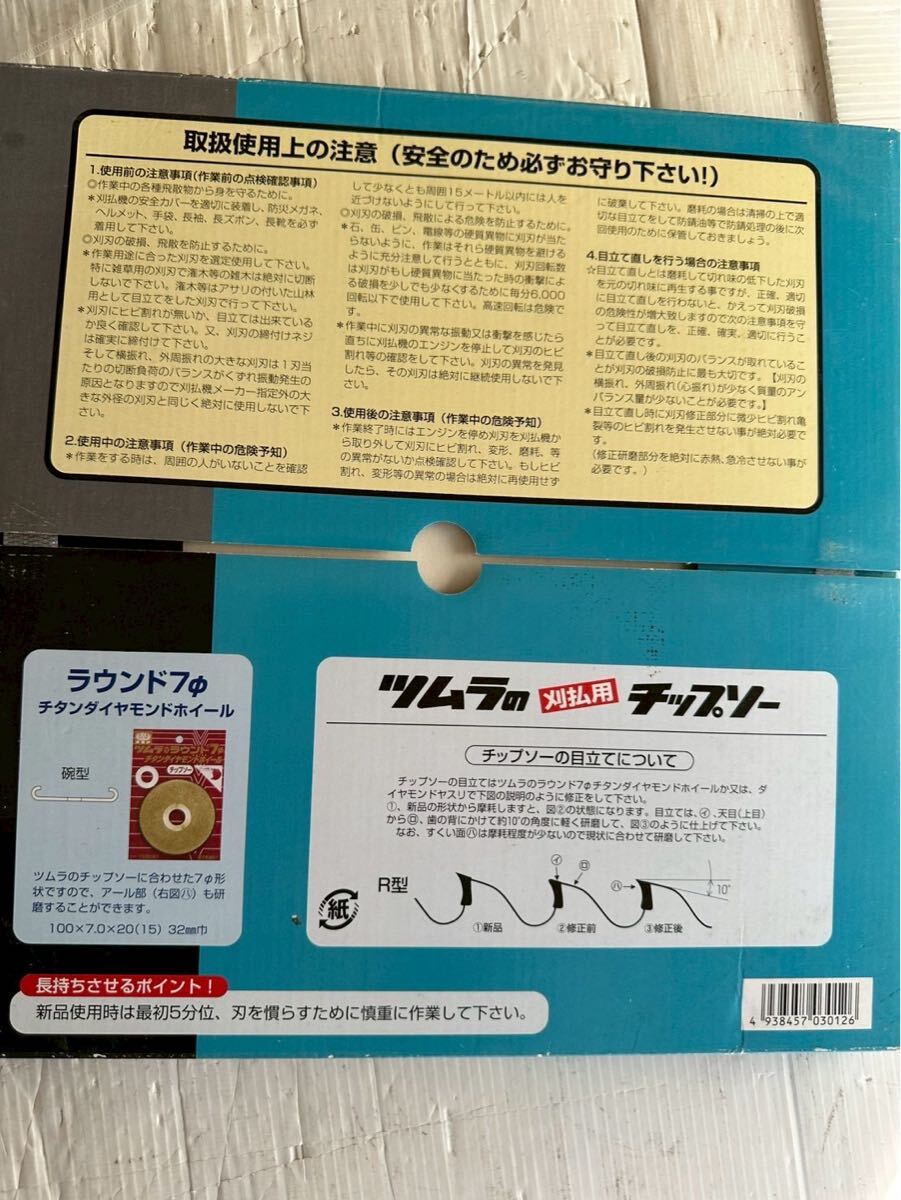 取扱使用上の注意（安全のため必ずお守り下さい!）
1.使用前の注意事項(作業前の点検確認事項)
◎作業中の各種飛散物から身を守るために。
＊刈払機の安全カバーを適切に装着し、防災メガネ、
ヘルメット、手袋、長袖、長ズボン、長靴を必ず
着用して下さい。
◎刈刃の破損、飛散を防止するために。
＊作業用途に合った刈刃を選定使用して下さい。
特に雑草用の刈刃で潅木等の雑木は絶対に切断
しないで下さい。潅木等はアサリの付いた山林
用として目立てをした刈刃で行って下さい。
＊刈刃にヒビ割れが無いか、目立ては出来ている
か良く確認して下さい。又、刈刃の締付けネジ
は確実に締付けて下さい。
そして横振れ、外周振れの大きな刈刃は1刃当
たりの切断負荷のバランスがくずれ振動発生の
原因となりますので刈払機メーカー指定外の大
きな外径の刈刃と同じく絶対に使用しないで下
さい。
2.使用中の注意事項（作業中の危険予知）
＊作業をする時は、周囲の人がいないことを確認
して少なくとも周囲15メートル以内には人を
近づけないようにして行って下さい。
◎刈刃の破損、飛散による危険を防止するために。
＊石、缶、ビン、電線等の硬質異物に刈刃が当た
らないように、作業はそれら硬質異物を避ける
ように充分注意して行うとともに、刈刃回転数
は刈刃がもし硬質異物に当たった時の衝撃によ
る破損を少しでも少なくするために毎分6,000
回転以下で使用して下さい。高速回転は危険で
す。
＊作業中に刈刃の異常な振動又は衝撃を感じたら
直ちに刈払機のエンジンを停止して刈刃のヒビ
割れ等の確認をして下さい。刈刃の異常を発見
したら、その刈刃は絶対に継続使用しないで下
さい。
3.使用後の注意事項（作業中の危険予知）
＊作業終了時にはエンジンを停め刈刃を刈払機か
ら取り外して刈刃にヒビ割れ、変形、磨耗、等
の異常がないか点検確認して下さい。もしヒビ
割れ、変形等の異常の場合は絶対に再使用せず
に破棄して下さい。磨耗の場合は清掃の上で適
切な目立てをして防錆油等で防錆処理の後に次
回使用のために保管しておきましょう。
4.目立て直しを行う場合の注意事項
☆目立て直しとは磨耗して切れ味の低下した刈刃
を元の切れ味に再生する事ですが、正確、適切
に目立て直しを行わないと、かえって刈刃破損
の危険性が増大致しますので次の注意事項を守
って目立て直しを、正確、確実、適切に行うこ
とが必要です。
＊目立て直し後の刈刃のバランスが取れているこ
とが刈刃の破損防止に最も大切です。【刈刃の
横振れ、外周振れ(心振れ)が少なく質量のアン
バランス量が少ないことが必要です。】
＊目立て直し時に刈刃修正部分に微少ヒビ割れ亀
裂等のヒビ割れを発生させない事が絶対必要で
す。
(修正研磨部分を絶対に赤熱、急冷させない事が
必要です。)
ラウンド7φ
チタンダイヤモンドホイール
碗型
ツムラのラウンド7φ
チタンダイヤモンドホイール
チップソー
ツムラのチップソーに合わせた7φ形
状ですので、アール部（右図㋩）も研
磨することができます。
100×7.0×20(15) 32㎜巾
ツムラの 刈払用 チップソー
チップソーの目立てについて
チップソーの目立てはツムラのラウンド7φチタンダイヤモンドホイールか又は、ダ
イヤモンドヤスリで下図の説明のように修正をして下さい。
①、新品の形状から摩耗しますと、図②の状態になります。目立ては、㋑、天目(上目)
から㋺、歯の背にかけて約10°の角度に軽く研磨して、図③のように仕上げて下さい。
なお、すくい面㋩は摩耗程度が少ないので現状に合わせて研磨して下さい。
R型
㋑
㋺
㋩
10°
①新品
②修正前
③修正後
紙
長持ちさせるポイント！
新品使用時は最初5分位、刃を慣らすために慎重に作業して下さい。
4 938457 030126